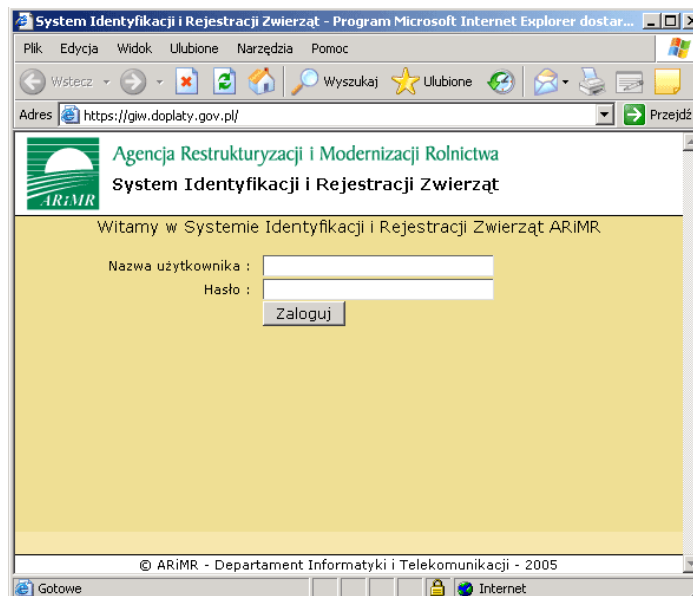 System Identyfikacji i Rejestracji Zwierząt - Program Microsoft Internet Explorer dostar...
Plik Edycja Widok Ulubione Narzędzia Pomoc
Wstecz Wyszukaj Ulubione
Adres https://giw.doplaty.gov.pl/ Przejdź
Agencja Restrukturyzacji i Modernizacji Rolnictwa
System Identyfikacji i Rejestracji Zwierząt
ARiMR
Witamy w Systemie Identyfikacji i Rejestracji Zwierząt ARiMR
Nazwa użytkownika :
Hasło :
Zaloguj
© ARiMR - Departament Informatyki i Telekomunikacji - 2005
Gotowe Internet